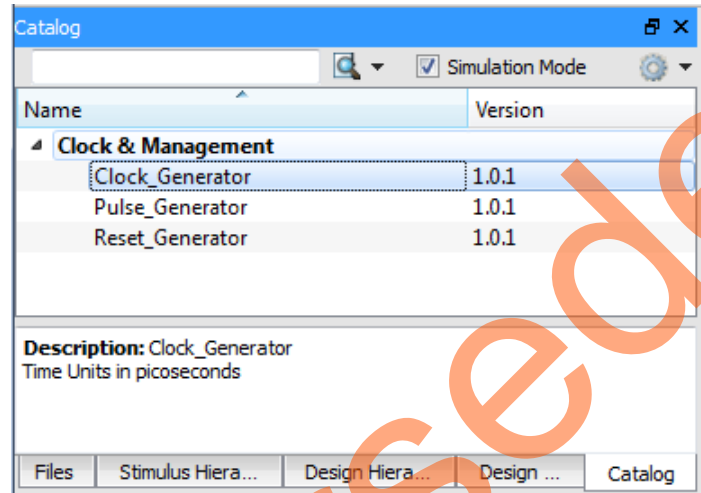 Catalog
Simulation Mode
Name Version
Clock & Management
Clock_Generator 1.0.1
Pulse_Generator 1.0.1
Reset_Generator 1.0.1
Description: Clock_Generator
Time Units in picoseconds
Files Stimulus Hiera... Design Hiera... Design ... Catalog